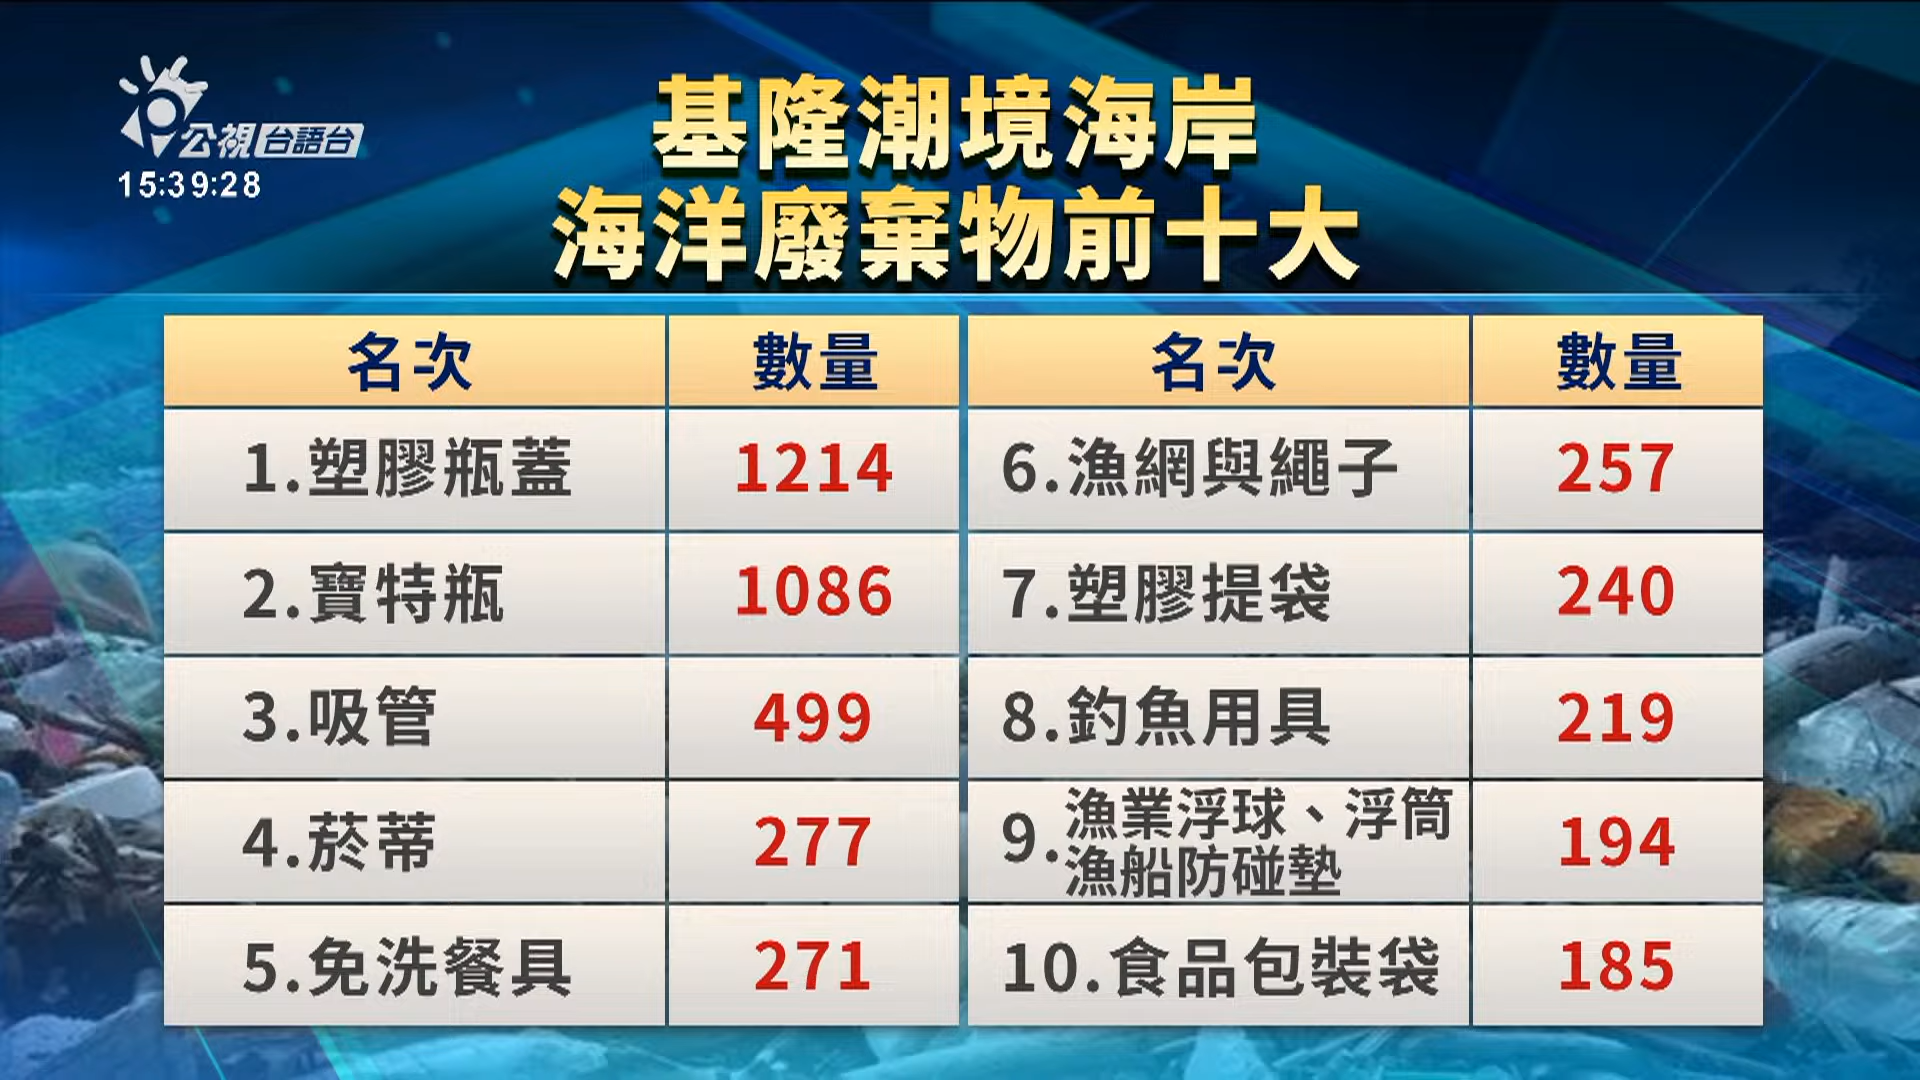 公視台語台
15:39:28
基隆潮境海岸
海洋廢棄物前十大
名次 數量 名次 數量
1.塑膠瓶蓋 1214 6.漁網與繩子 257
2.寶特瓶 1086 7.塑膠提袋 240
3.吸管 499 8.釣魚用具 219
4.菸蒂 277 9.漁業浮球、浮筒
漁船防碰墊 194
5.免洗餐具 271 10.食品包裝袋 185